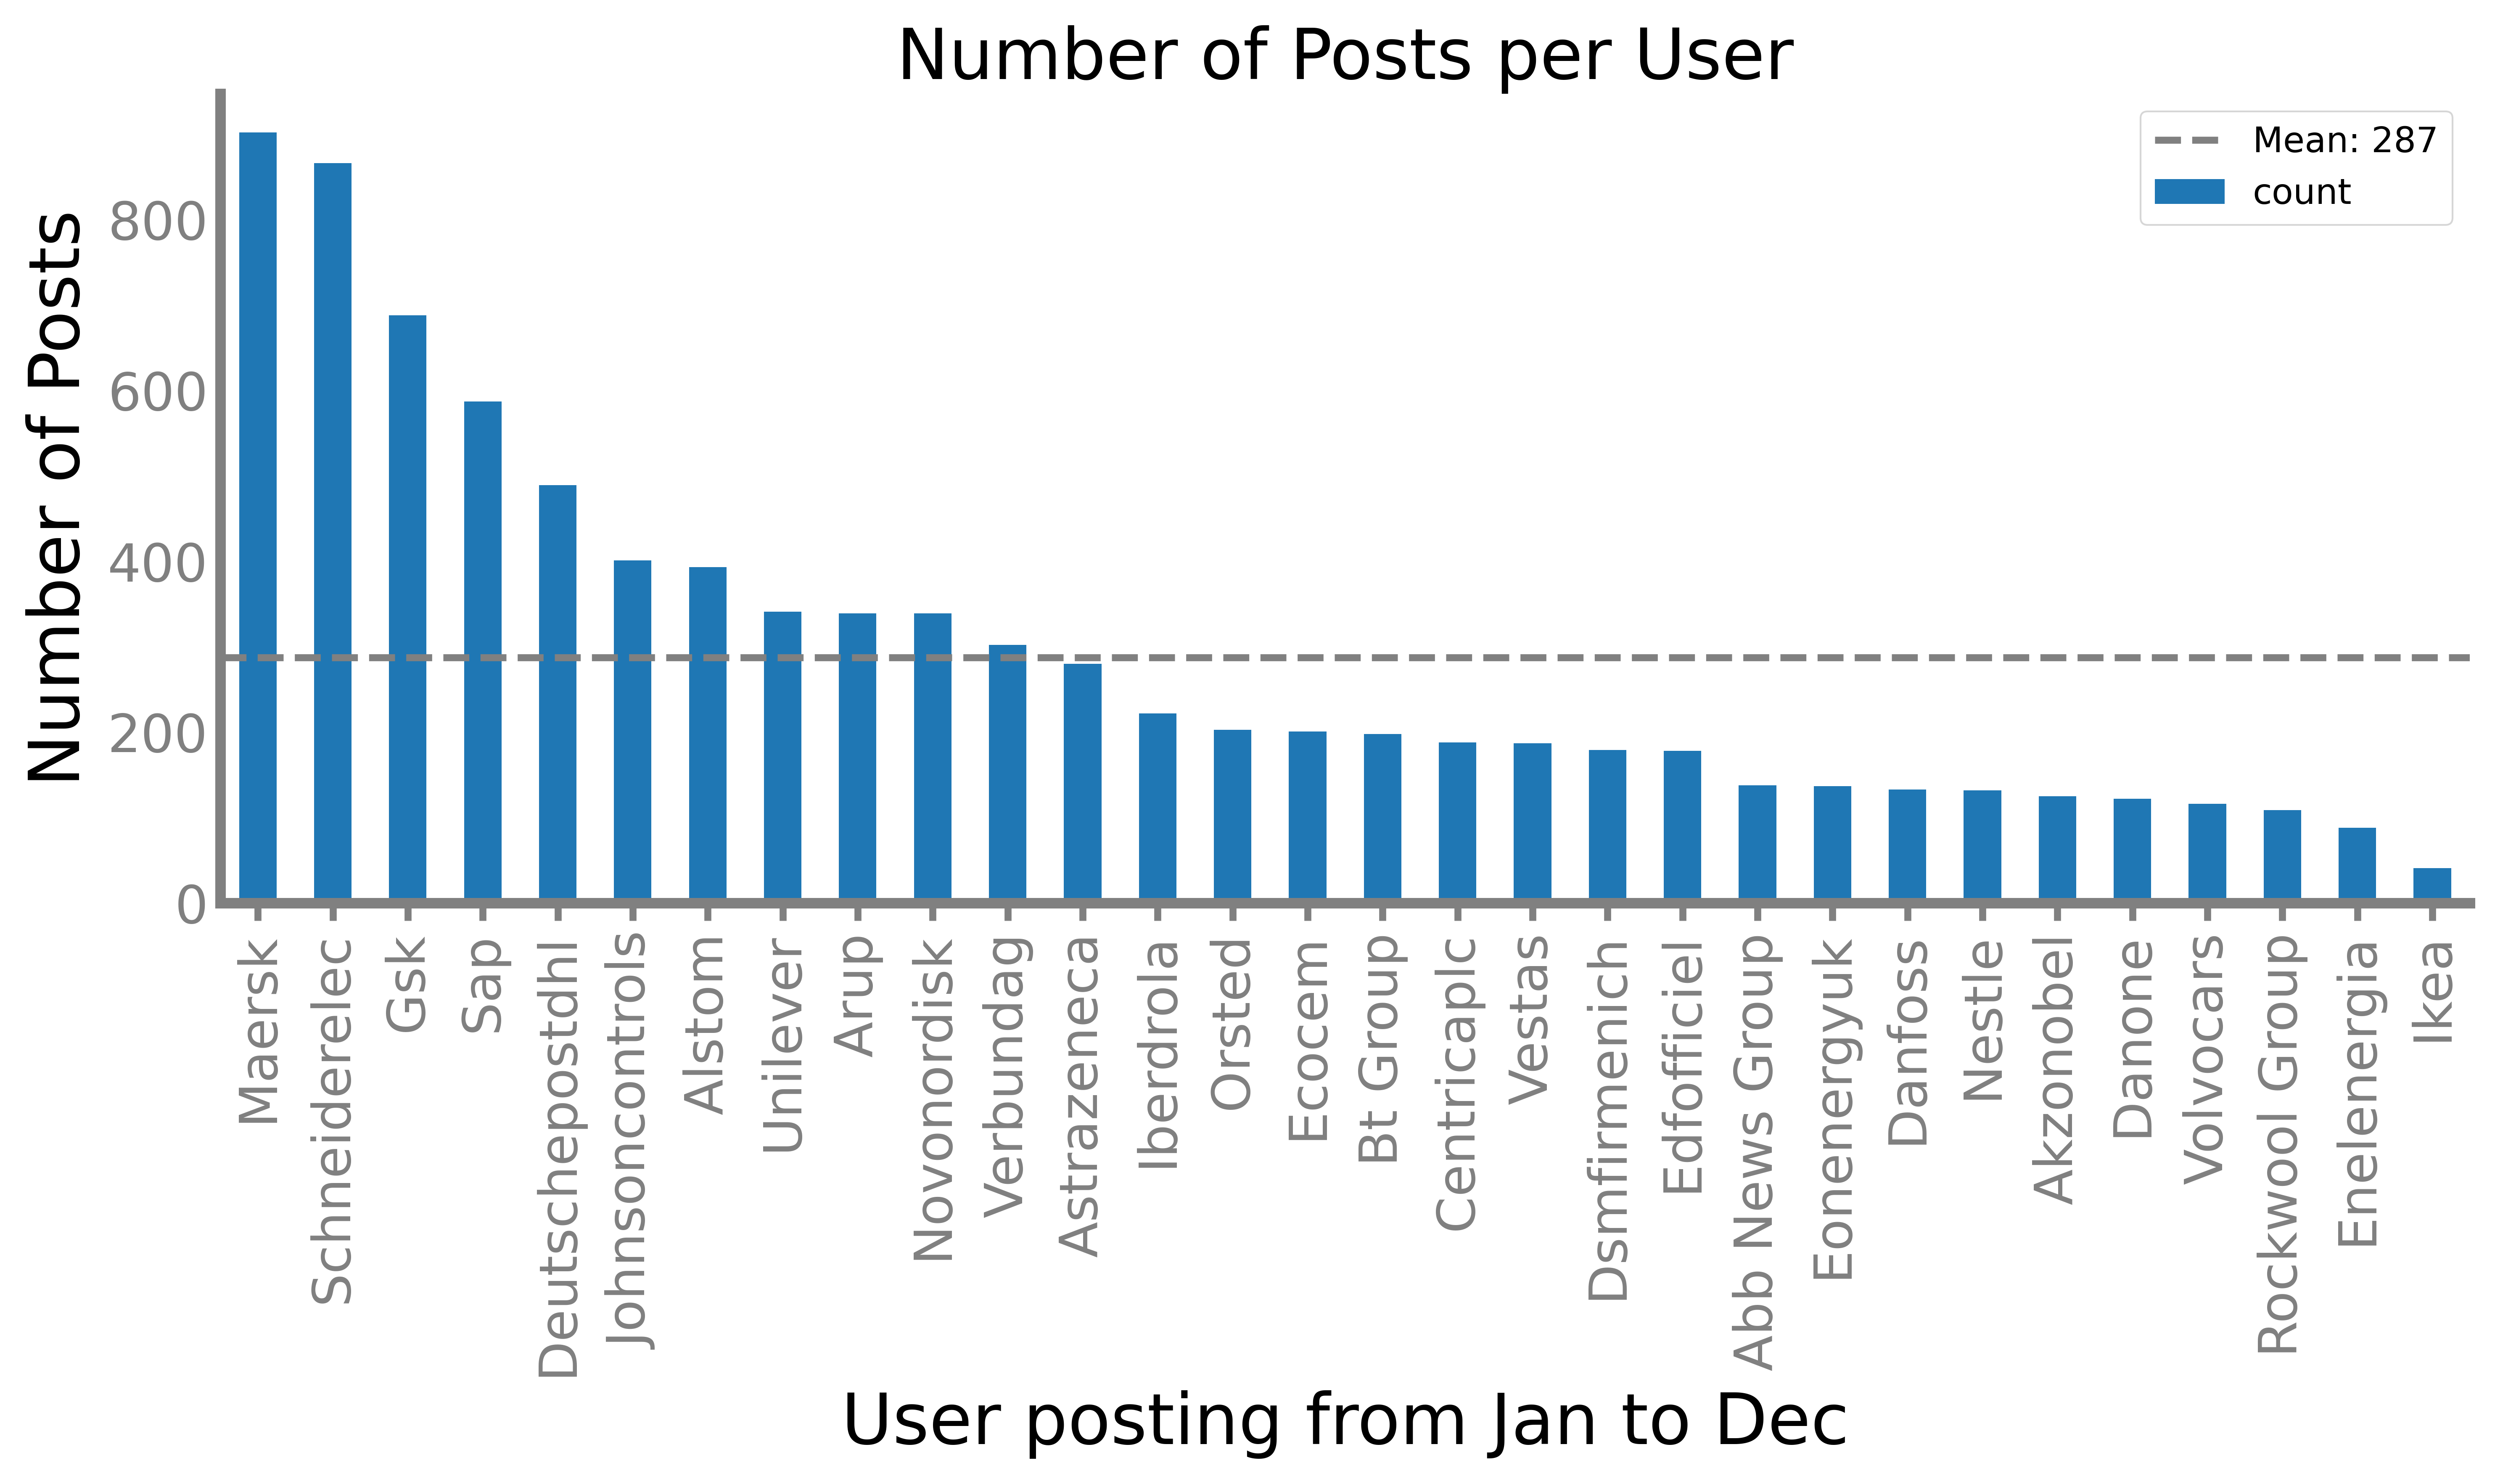 Number of Posts per User
Mean: 287
count
Number of Posts
800
600
400
200
0
Maersk
Schneiderelec
Gsk
Sap
Deutschepostdhl
Johnsoncontrols
Alstom
Unilever
Arup
Novonordisk
Verbundag
Astrazeneca
Iberdrola
Orsted
Ecocem
Bt Group
Centricaplc
Vestas
Dsmfirmenich
Edfofficiel
Abb News Group
Eonenergyuk
Danfoss
Nestle
Akzonobel
Danone
Volvocars
Rockwool Group
Enelenergia
Ikea
User posting from Jan to Dec